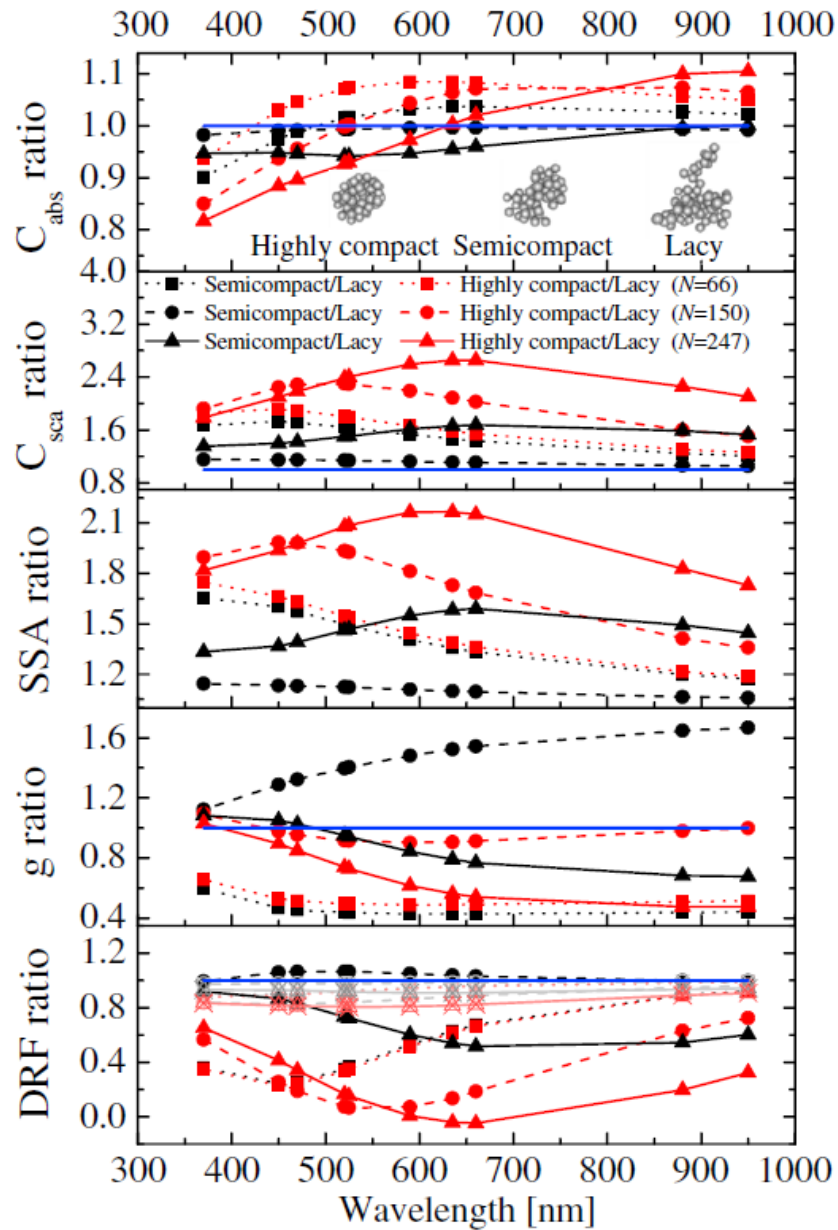 300 400 500 600 700 800 900 1000
1.1
1.0
0.9
0.8
C_abs ratio
Highly compact Semicompact Lacy
4.0
3.2
2.4
1.6
0.8
C_sca ratio
Semicompact/Lacy Highly compact/Lacy (N=66)
Semicompact/Lacy Highly compact/Lacy (N=150)
Semicompact/Lacy Highly compact/Lacy (N=247)
2.1
1.8
1.5
1.2
SSA ratio
1.6
1.2
0.8
0.4
g ratio
1.2
0.8
0.4
0.0
DRF ratio
300 400 500 600 700 800 900 1000
Wavelength [nm]